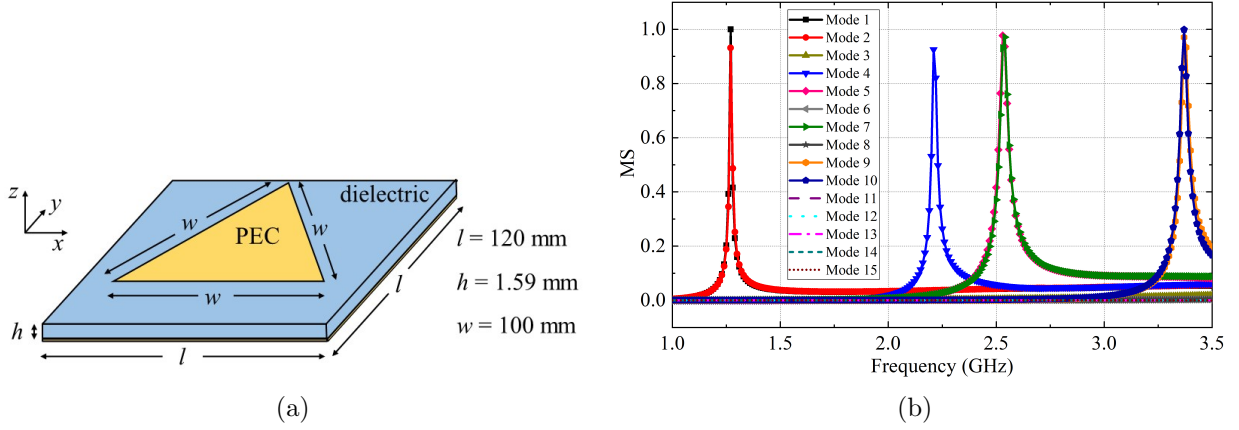 z
y
x
w
w
w
PEC
dielectric
l = 120 mm
h = 1.59 mm
w = 100 mm
l
h
l
(a)
MS
1.0
0.8
0.6
0.4
0.2
0.0
Mode 1
Mode 2
Mode 3
Mode 4
Mode 5
Mode 6
Mode 7
Mode 8
Mode 9
Mode 10
Mode 11
Mode 12
Mode 13
Mode 14
Mode 15
1.0 1.5 2.0 2.5 3.0 3.5
Frequency (GHz)
(b)